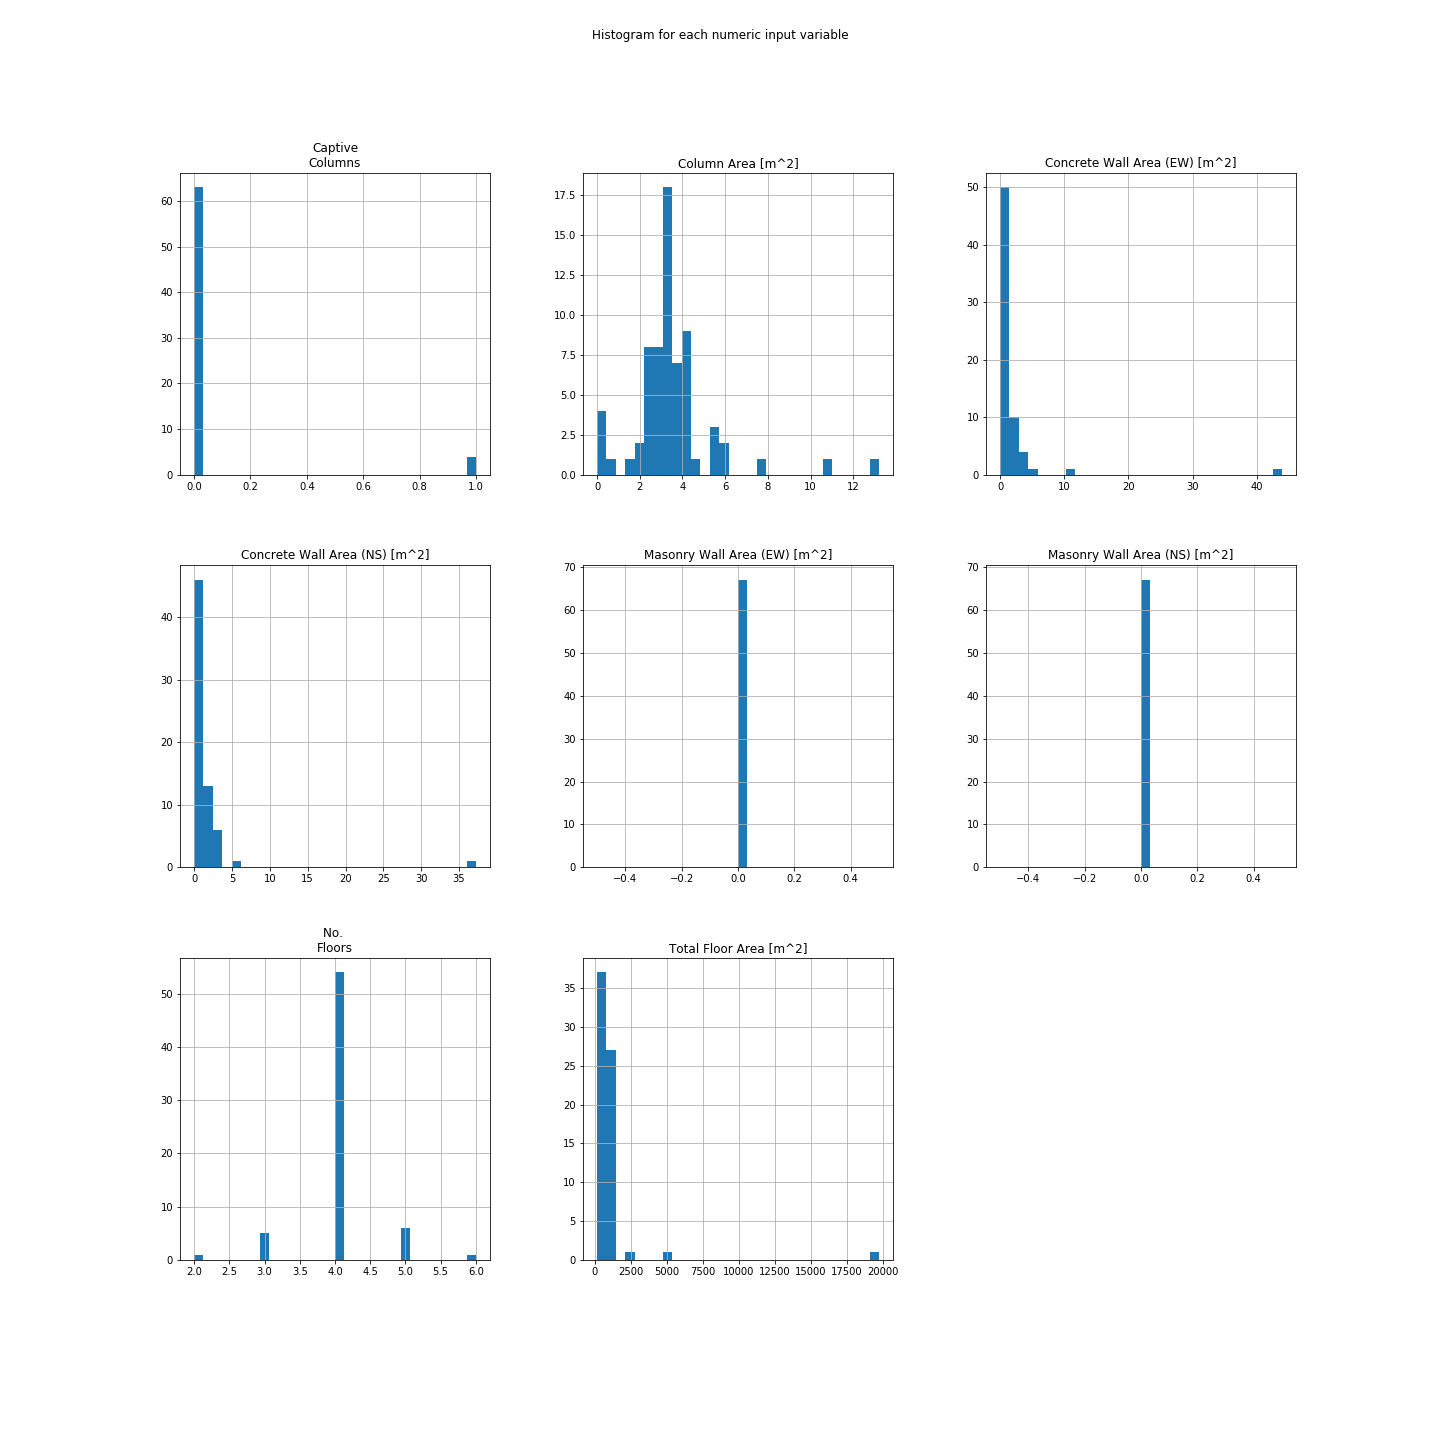 Histogram for each numeric input variable
Captive
Columns
60
50
40
30
20
10
0
0.0 0.2 0.4 0.6 0.8 1.0
Column Area [m^2]
17.5
15.0
12.5
10.0
7.5
5.0
2.5
0.0
0 2 4 6 8 10 12
Concrete Wall Area (EW) [m^2]
50
40
30
20
10
0
0 10 20 30 40
Concrete Wall Area (NS) [m^2]
40
30
20
10
0
0 5 10 15 20 25 30 35
Masonry Wall Area (EW) [m^2]
70
60
50
40
30
20
10
0
−0.4 −0.2 0.0 0.2 0.4
Masonry Wall Area (NS) [m^2]
70
60
50
40
30
20
10
0
−0.4 −0.2 0.0 0.2 0.4
No.
Floors
50
40
30
20
10
0
2.0 2.5 3.0 3.5 4.0 4.5 5.0 5.5 6.0
Total Floor Area [m^2]
35
30
25
20
15
10
5
0
0 2500 5000 7500 10000 12500 15000 17500 20000